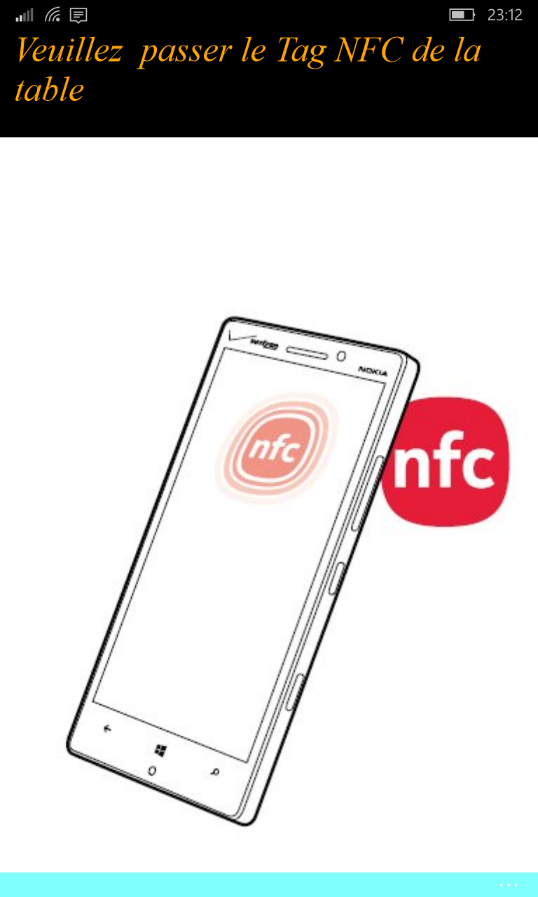 23:12
Veuillez  passer le Tag NFC de la
table
verizon
NOKIA
nfc
nfc